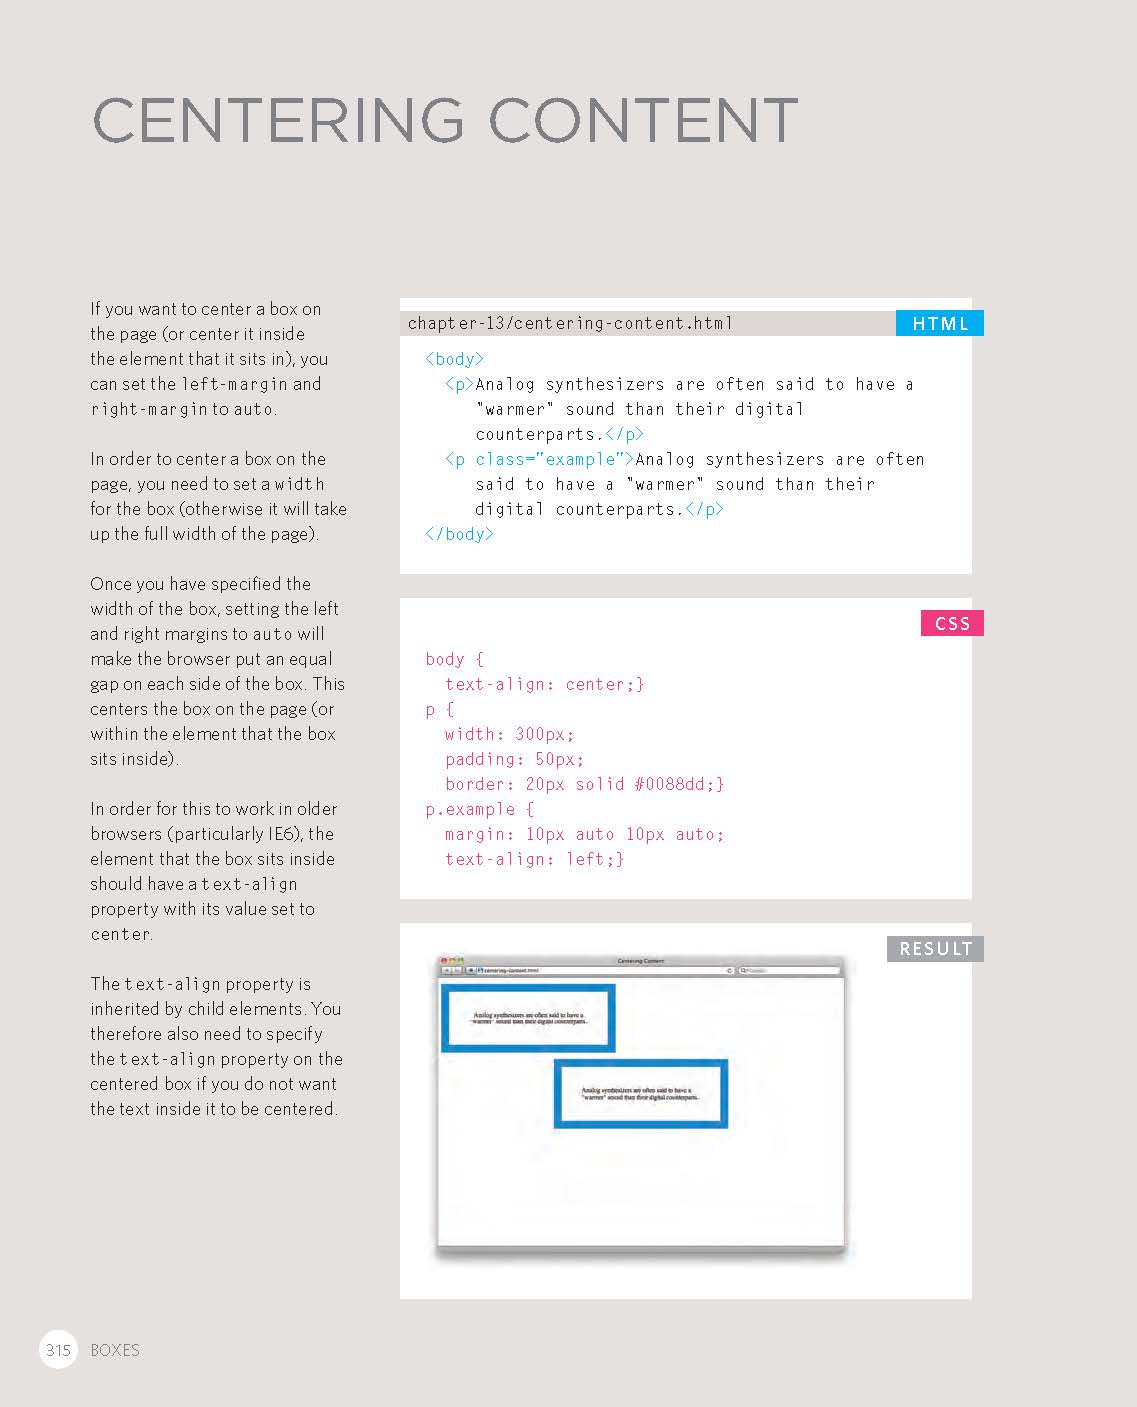 CENTERING CONTENT
If you want to center a box on
the page (or center it inside
the element that it sits in), you
can set the left-margin and
right-margin to auto.
In order to center a box on the
page, you need to set a width
for the box (otherwise it will take
up the full width of the page).
Once you have specified the
width of the box, setting the left
and right margins to auto will
make the browser put an equal
gap on each side of the box. This
centers the box on the page (or
within the element that the box
sits inside).
In order for this to work in older
browsers (particularly IE6), the
element that the box sits inside
should have a text-align
property with its value set to
center.
The text-align property is
inherited by child elements. You
therefore also need to specify
the text-align property on the
centered box if you do not want
the text inside it to be centered.
chapter-13/centering-content.html HTML
<body>
<p>Analog synthesizers are often said to have a
"warmer" sound than their digital
counterparts.</p>
<p class="example">Analog synthesizers are often
said to have a "warmer" sound than their
digital counterparts.</p>
</body>
CSS
body {
text-align: center;}
p {
width: 300px;
padding: 50px;
border: 20px solid #0088dd;}
p.example {
margin: 10px auto 10px auto;
text-align: left;}
RESULT
Centering Content
centering-content.html
Analog synthesizers are often said to have a
"warmer" sound than their digital counterparts.
Analog synthesizers are often said to have a
"warmer" sound than their digital counterparts.
315 BOXES